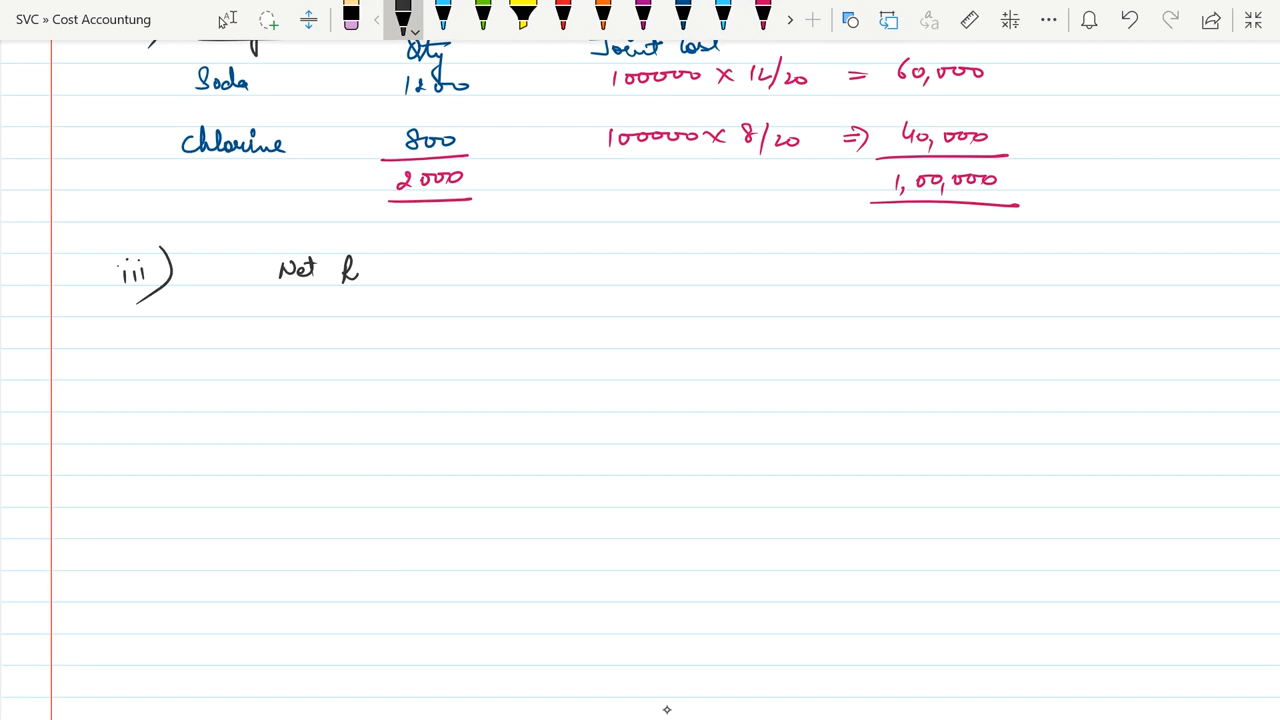 SVC » Cost Accountung
Qty Joint Cost
Soda 1200 100000 × 12/20 = 60,000
Chlorine 800 100000 × 8/20 ⇒ 40,000
2000 1,00,000
iii) Net R